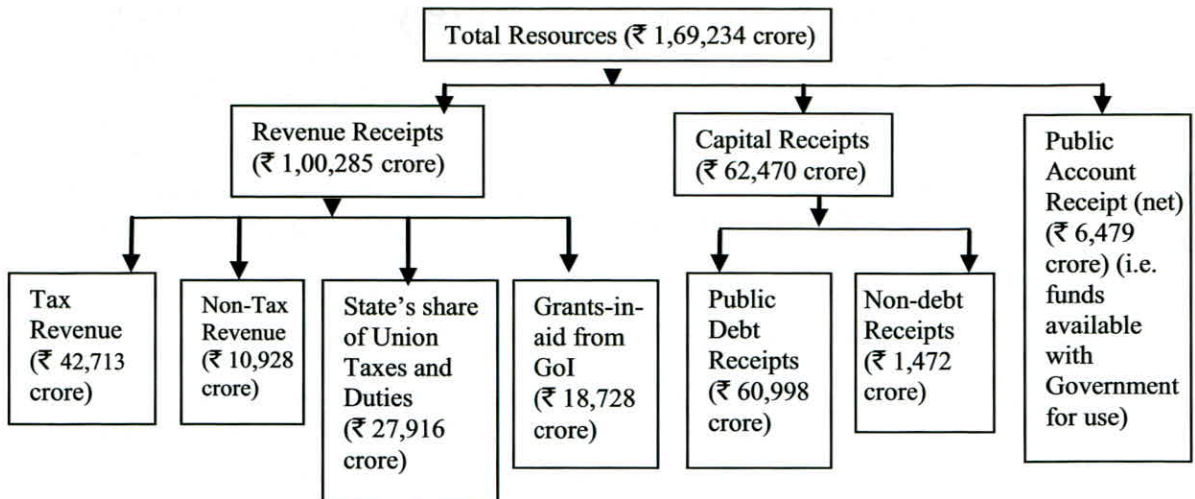 Total Resources (₹ 1,69,234 crore)
Revenue Receipts
(₹ 1,00,285 crore)
Capital Receipts
(₹ 62,470 crore)
Public
Account
Receipt (net)
(₹ 6,479
crore) (i.e.
funds
available
with
Government
for use)
Tax
Revenue
(₹ 42,713
crore)
Non-Tax
Revenue
(₹ 10,928
crore)
State's share
of Union
Taxes and
Duties
(₹ 27,916
crore)
Grants-in-
aid from
GoI
(₹ 18,728
crore)
Public
Debt
Receipts
(₹ 60,998
crore)
Non-debt
Receipts
(₹ 1,472
crore)